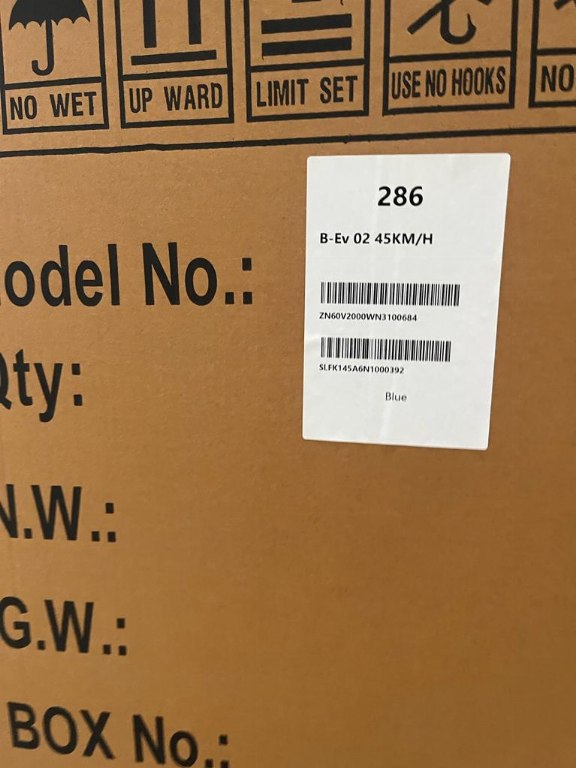 NO WET
UP WARD
LIMIT SET
USE NO HOOKS
NO
286
B-Ev 02 45KM/H
odel No.:
ZN60V2000WN3100684
SLFK145A6N1000392
Qty:
Blue
N.W.:
G.W.:
BOX No.: